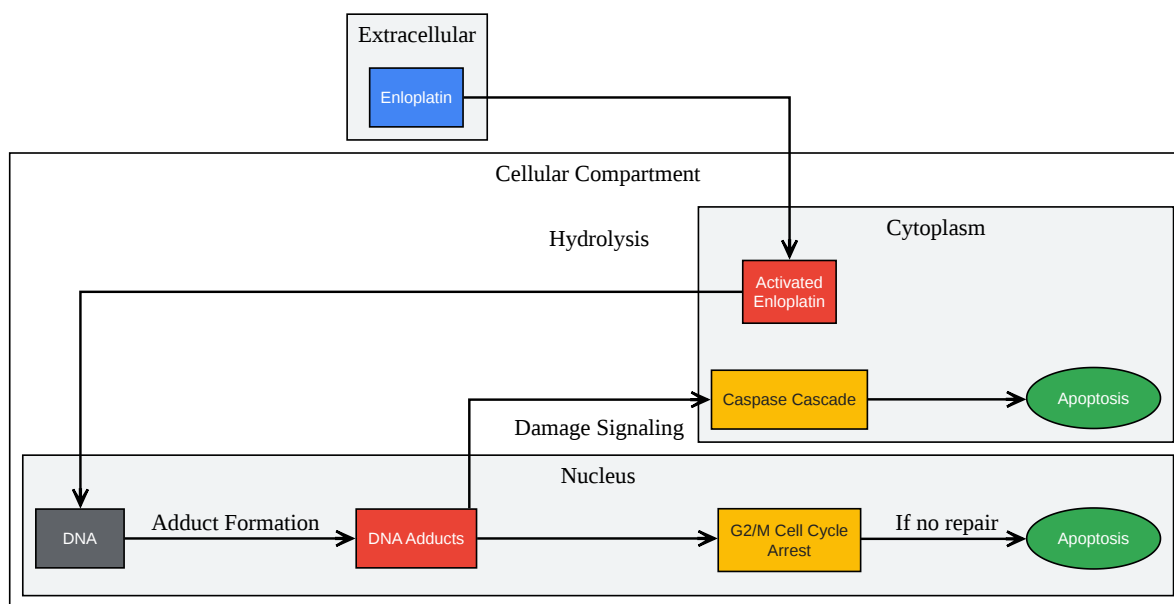 Extracellular
Enloplatin
Cellular Compartment
Cytoplasm
Hydrolysis
Activated
Enloplatin
Caspase Cascade
Apoptosis
Damage Signaling
Nucleus
DNA
Adduct Formation
DNA Adducts
G2/M Cell Cycle
Arrest
If no repair
Apoptosis